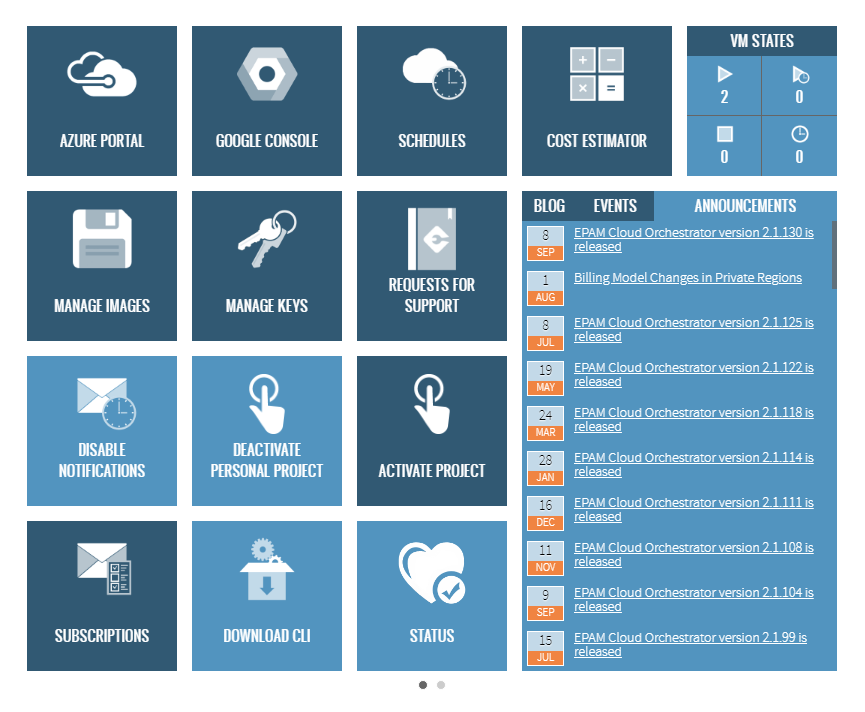 AZURE PORTAL
GOOGLE CONSOLE
SCHEDULES
COST ESTIMATOR
VM STATES
2
0
0
0
MANAGE IMAGES
MANAGE KEYS
REQUESTS FOR
SUPPORT
DISABLE
NOTIFICATIONS
DEACTIVATE
PERSONAL PROJECT
ACTIVATE PROJECT
SUBSCRIPTIONS
DOWNLOAD CLI
STATUS
BLOG
EVENTS
ANNOUNCEMENTS
8
SEP
EPAM Cloud Orchestrator version 2.1.130 is
released
1
AUG
Billing Model Changes in Private Regions
8
JUL
EPAM Cloud Orchestrator version 2.1.125 is
released
19
MAY
EPAM Cloud Orchestrator version 2.1.122 is
released
24
MAR
EPAM Cloud Orchestrator version 2.1.118 is
released
28
JAN
EPAM Cloud Orchestrator version 2.1.114 is
released
16
DEC
EPAM Cloud Orchestrator version 2.1.111 is
released
11
NOV
EPAM Cloud Orchestrator version 2.1.108 is
released
9
SEP
EPAM Cloud Orchestrator version 2.1.104 is
released
15
JUL
EPAM Cloud Orchestrator version 2.1.99 is
released